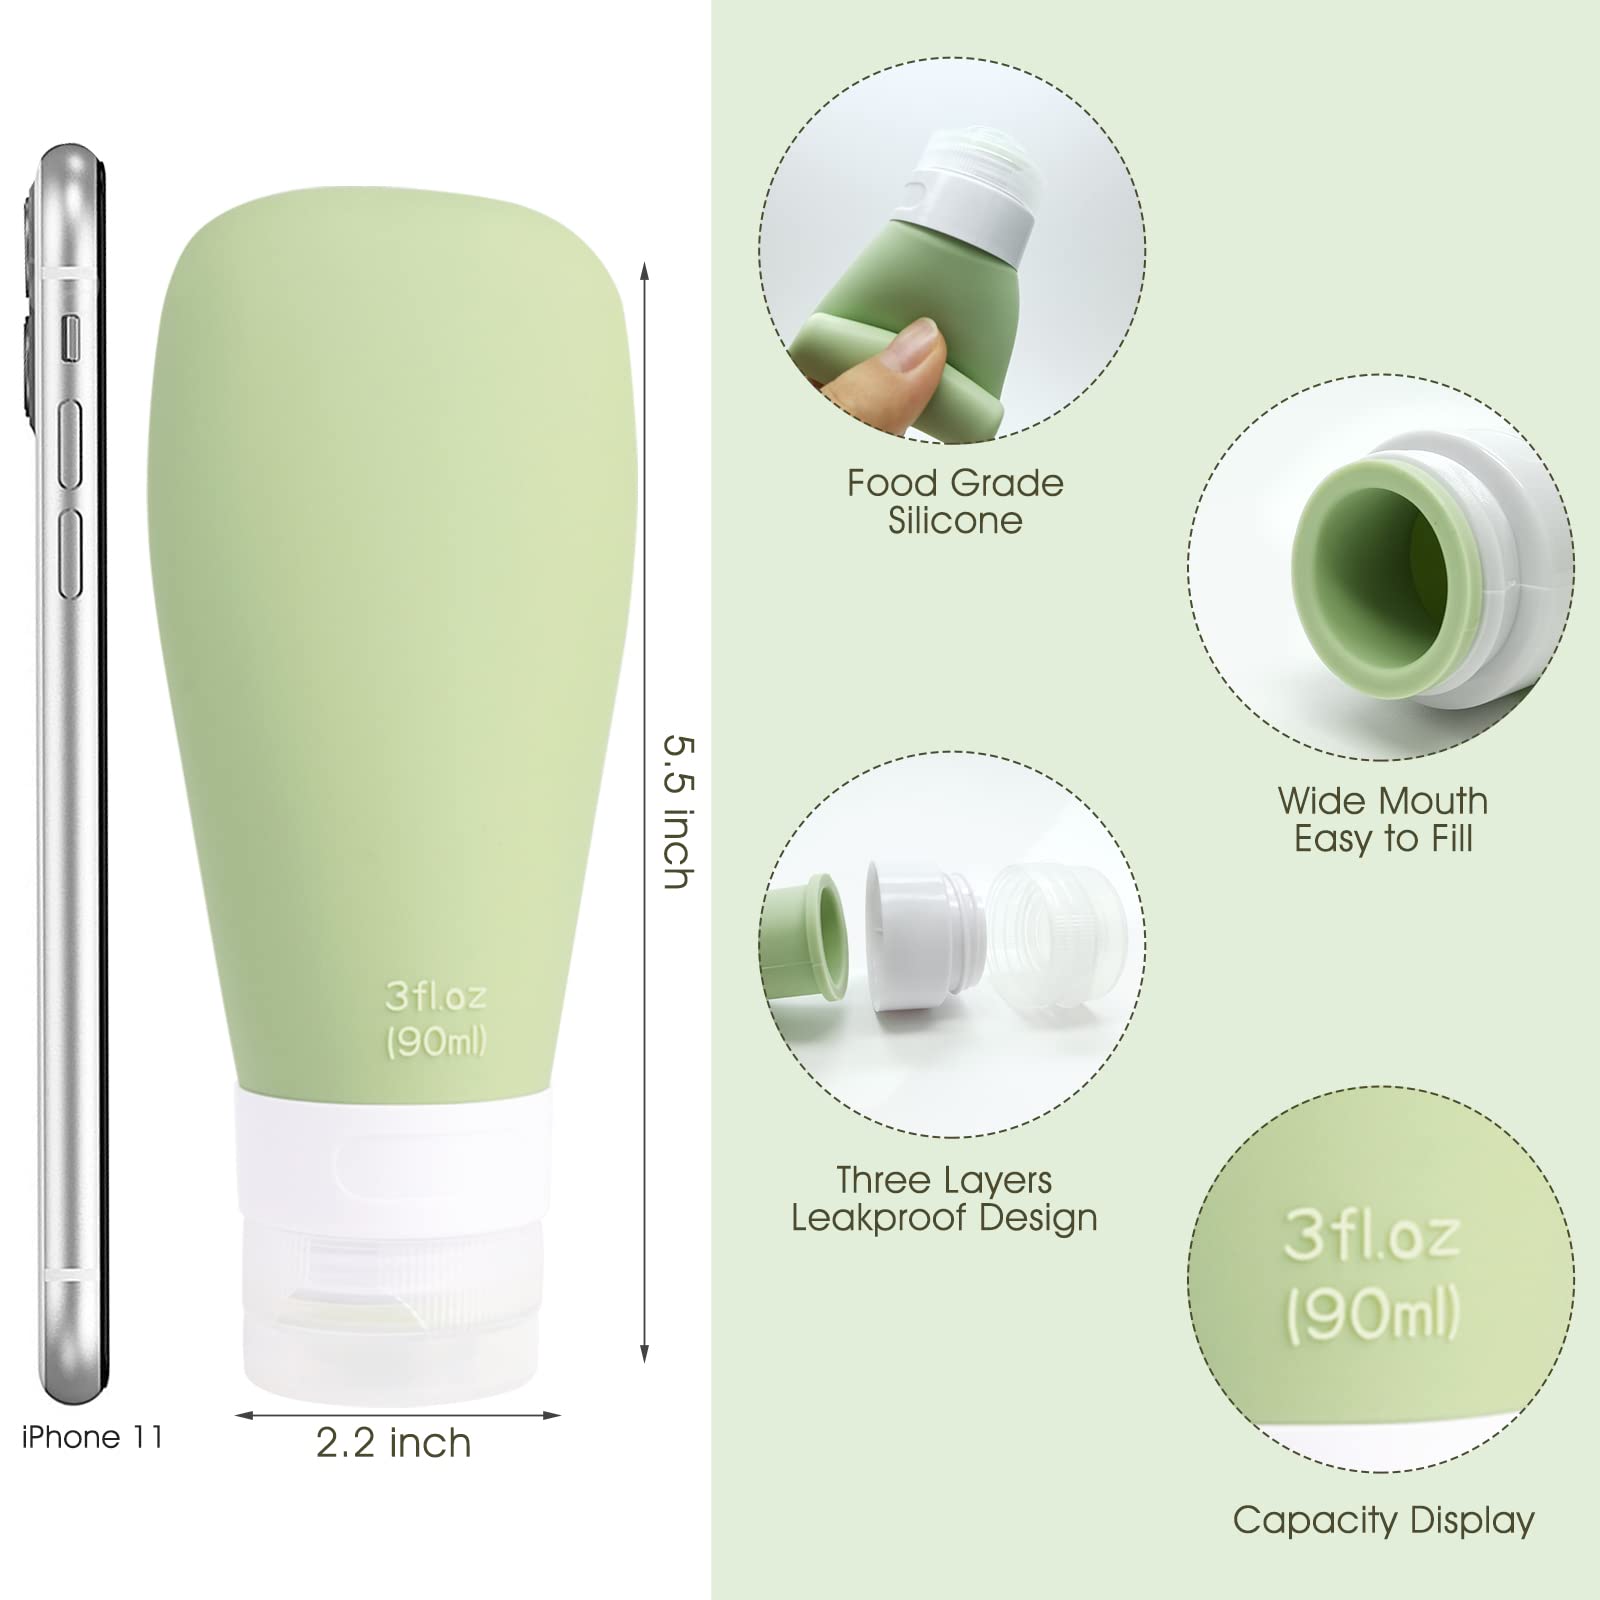 3fl.oz
(90ml)
5.5 inch
2.2 inch
iPhone 11
Food Grade
Silicone
Wide Mouth
Easy to Fill
Three Layers
Leakproof Design
3fl.oz
(90ml)
Capacity Display